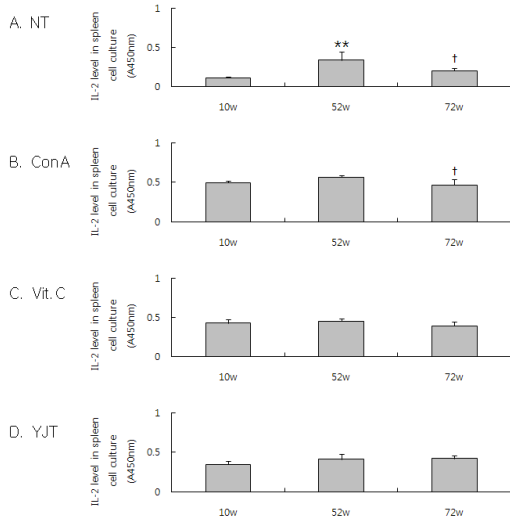 A. NT
IL-2 level in spleen
cell culture
(A450nm)
1
0.5
0
**
†
10w 52w 72w
B. ConA
IL-2 level in spleen
cell culture
(A450nm)
1
0.5
0
†
10w 52w 72w
C. Vit. C
IL-2 level in spleen
cell culture
(A450nm)
1
0.5
0
10w 52w 72w
D. YJT
IL-2 level in spleen
cell culture
(A450nm)
1
0.5
0
10w 52w 72w